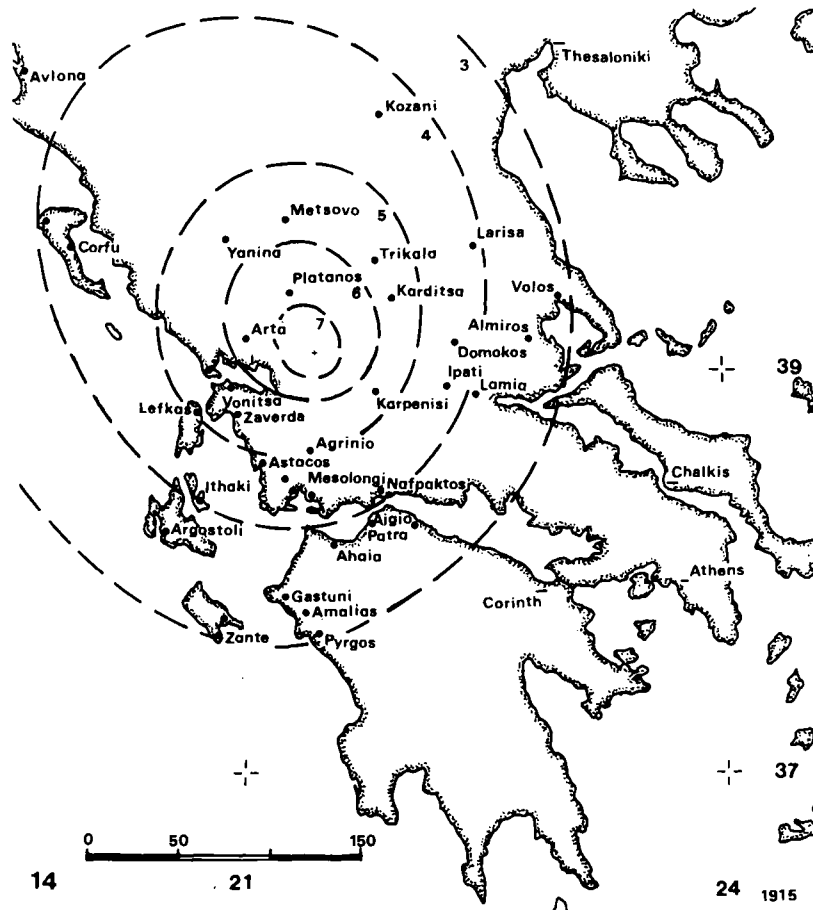 3
Thesaloniki
Avlona
Kozani
4
Metsovo
5
Corfu
Yanina
Trikala
Larisa
Platanos
6
Karditsa
Volos
7
Arta
Almiros
Domokos
39
Ipati
Vonitsa
Karpenisi
Lamia
Lefkas
Zaverda
Agrinio
Astacos
Chalkis
Ithaki
Mesolongi
Nafpaktos
Argostoli
Aigio
Patra
Ahaia
Athens
Gastuni
Corinth
Amalias
Zante
Pyrgos
37
0 50 150
14 21 24 1915